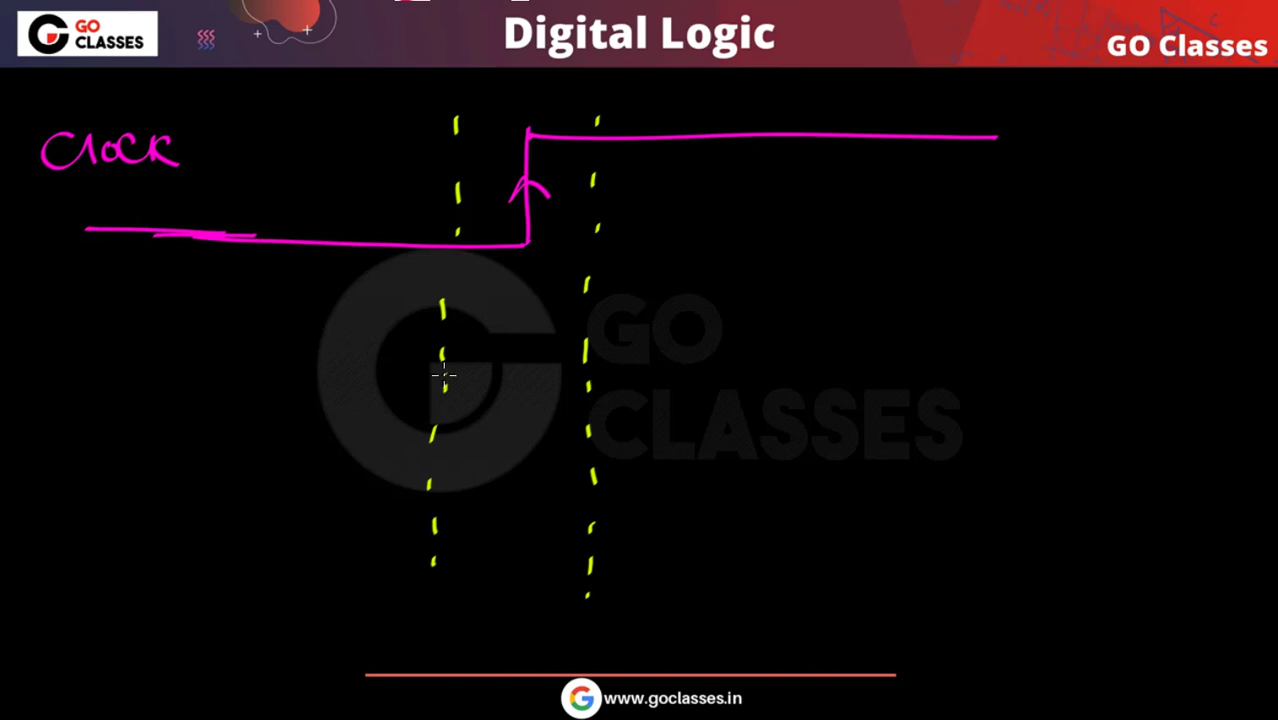 GO
CLASSES
Digital Logic
GO Classes
Clock
GO
CLASSES
www.goclasses.in